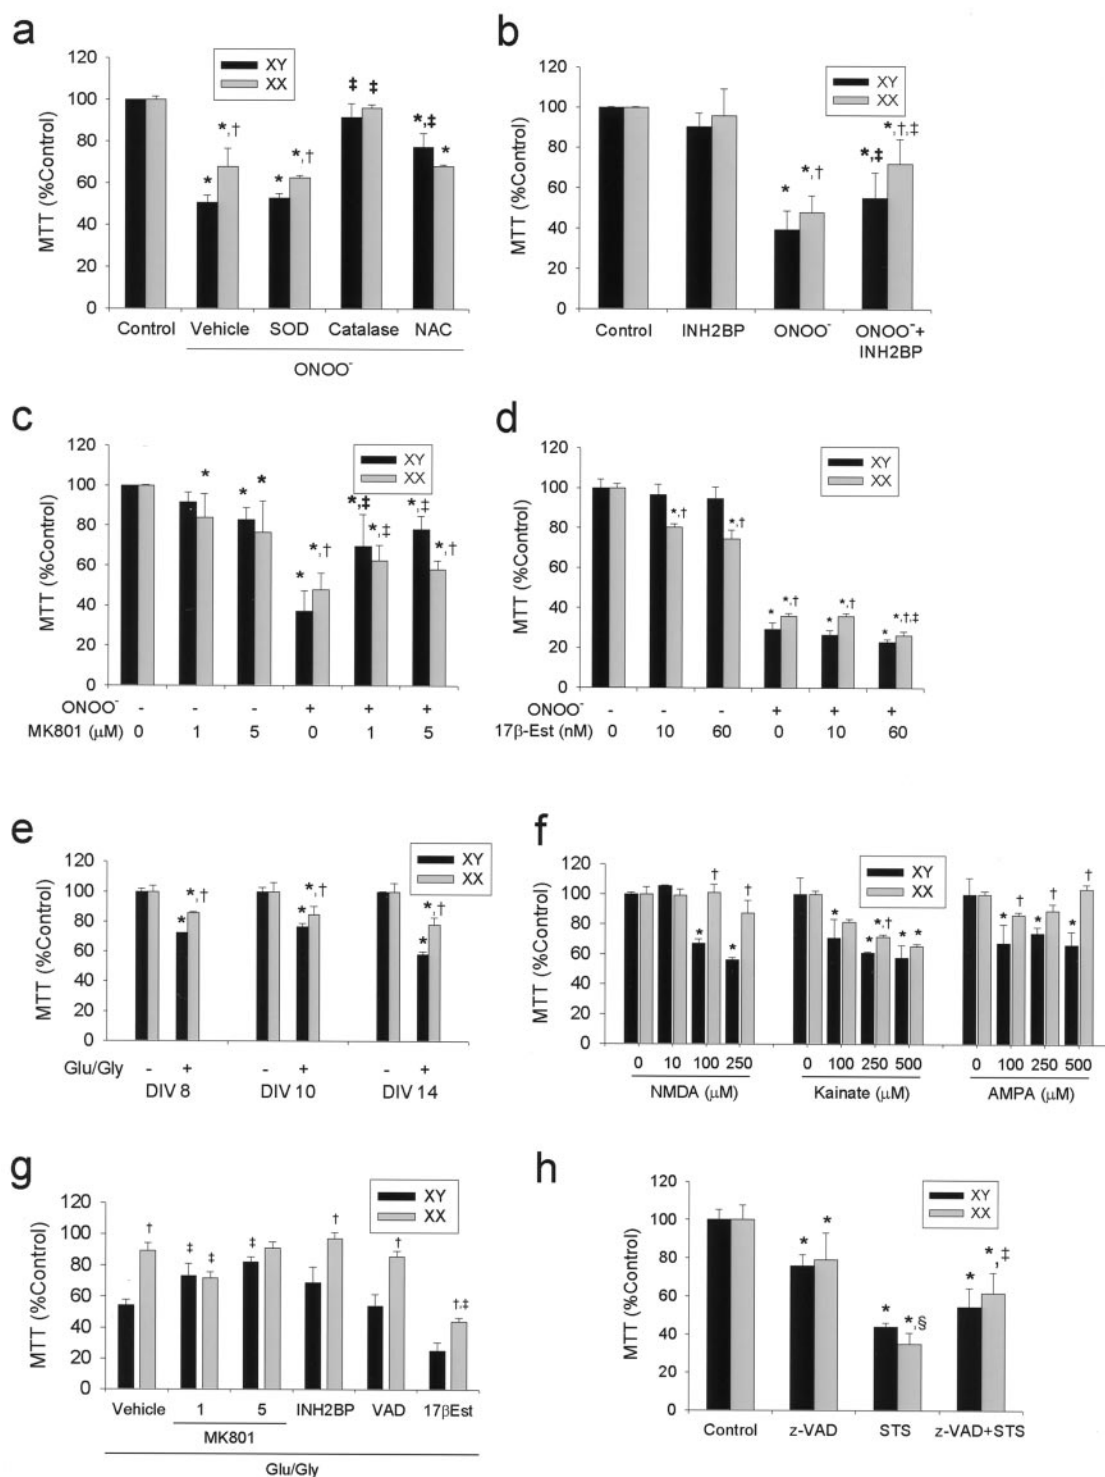 a
120
100
80
60
40
20
0
MTT (%Control)
XY
XX
*
*,†
*
*,†
‡
‡
*,‡
*
Control Vehicle SOD Catalase NAC
ONOO⁻
b
120
100
80
60
40
20
0
MTT (%Control)
XY
XX
*
*,†
*,‡
*,†,‡
Control INH2BP ONOO⁻ ONOO⁻+
INH2BP
c
120
100
80
60
40
20
0
MTT (%Control)
XY
XX
*
*
*
*
*,†
*,‡
*,‡
*,‡
*,†
ONOO⁻ - - - + + +
MK801 (μM) 0 1 5 0 1 5
d
120
100
80
60
40
20
0
MTT (%Control)
XY
XX
*,†
*,†
*
*,†
*
*,†
*
*,†,‡
ONOO⁻ - - - + + +
17β-Est (nM) 0 10 60 0 10 60
e
120
100
80
60
40
20
0
MTT (%Control)
XY
XX
*
*,†
*
*,†
*
*,†
Glu/Gly - + - + - +
DIV 8 DIV 10 DIV 14
f
120
100
80
60
40
20
0
MTT (%Control)
XY
XX
*
†
*
†
*
*
*,†
*
*
*
†
*
†
*
†
0 10 100 250 0 100 250 500 0 100 250 500
NMDA (μM) Kainate (μM) AMPA (μM)
g
120
100
80
60
40
20
0
MTT (%Control)
XY
XX
†
‡
‡
‡
†
†
†,‡
Vehicle 1 5 INH2BP VAD 17βEst
MK801
Glu/Gly
h
120
100
80
60
40
20
0
MTT (%Control)
XY
XX
*
*
*
*,§
*
*,‡
Control z-VAD STS z-VAD+STS